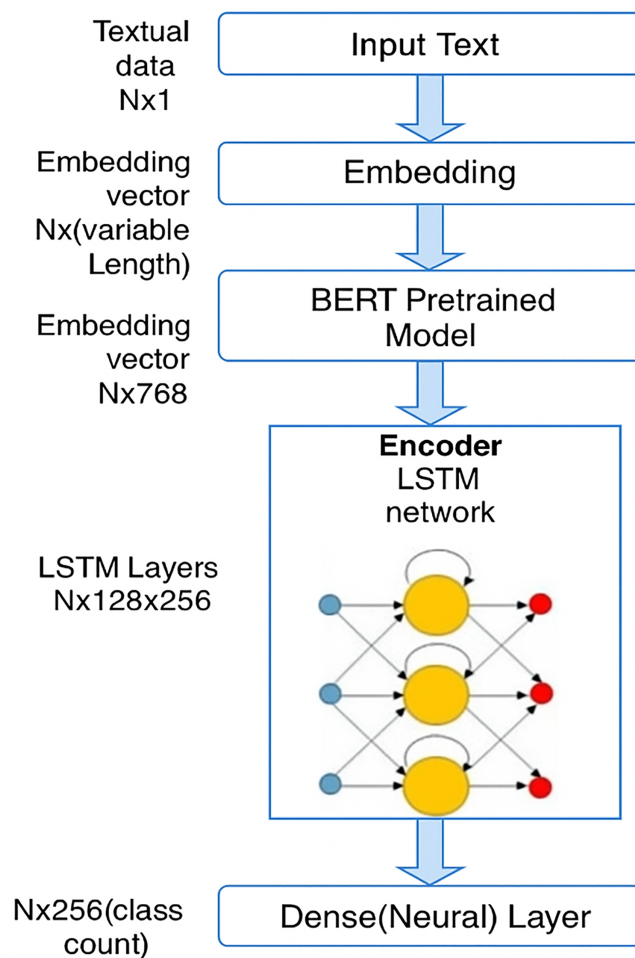 Textual
data
Nx1
Input Text
Embedding
vector
Nx(variable
Length)
Embedding
Embedding
vector
Nx768
BERT Pretrained
Model
Encoder
LSTM
network
LSTM Layers
Nx128x256
Nx256(class
count)
Dense(Neural) Layer